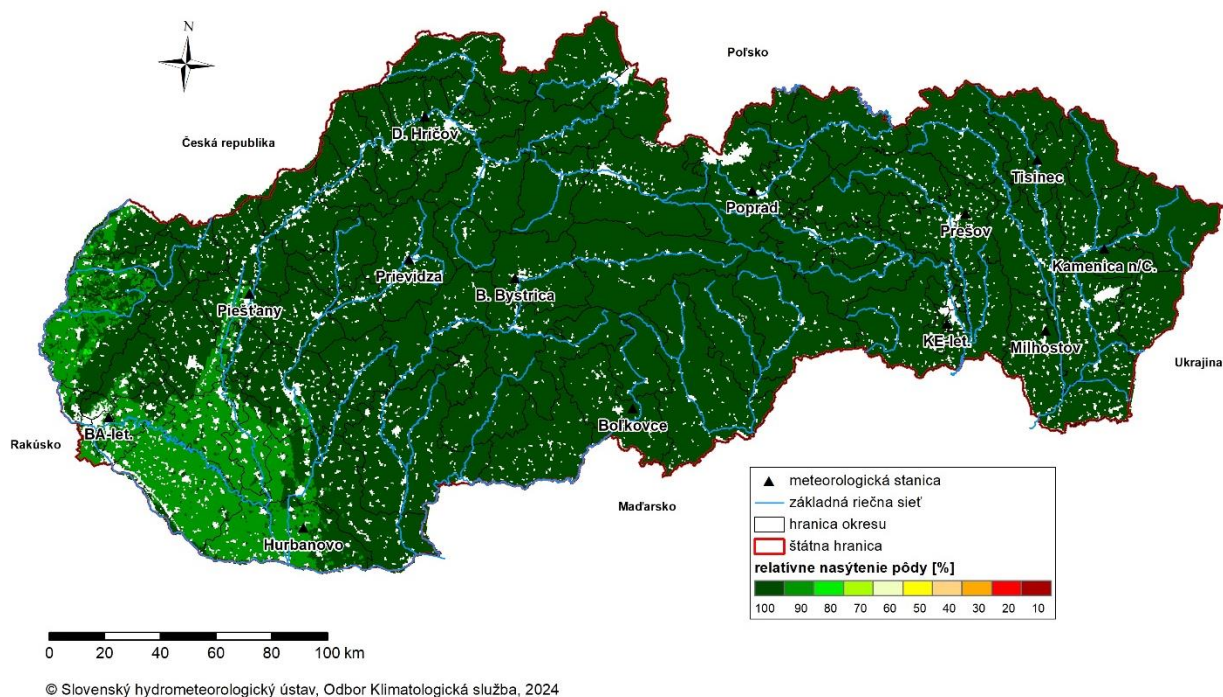 N
Poľsko
Česká republika
D. Hričov
Tisinec
Poprad
Prešov
Kamenica n/C.
Prievidza
B. Bystrica
Piešťany
KE-let.
Milhostov
Ukrajina
Boľkovce
BA-let.
Rakúsko
Maďarsko
Hurbanovo
meteorologická stanica
základná riečna sieť
hranica okresu
štátna hranica
relatívne nasýtenie pôdy [%]
100 90 80 70 60 50 40 30 20 10
0 20 40 60 80 100 km
© Slovenský hydrometeorologický ústav, Odbor Klimatologická služba, 2024